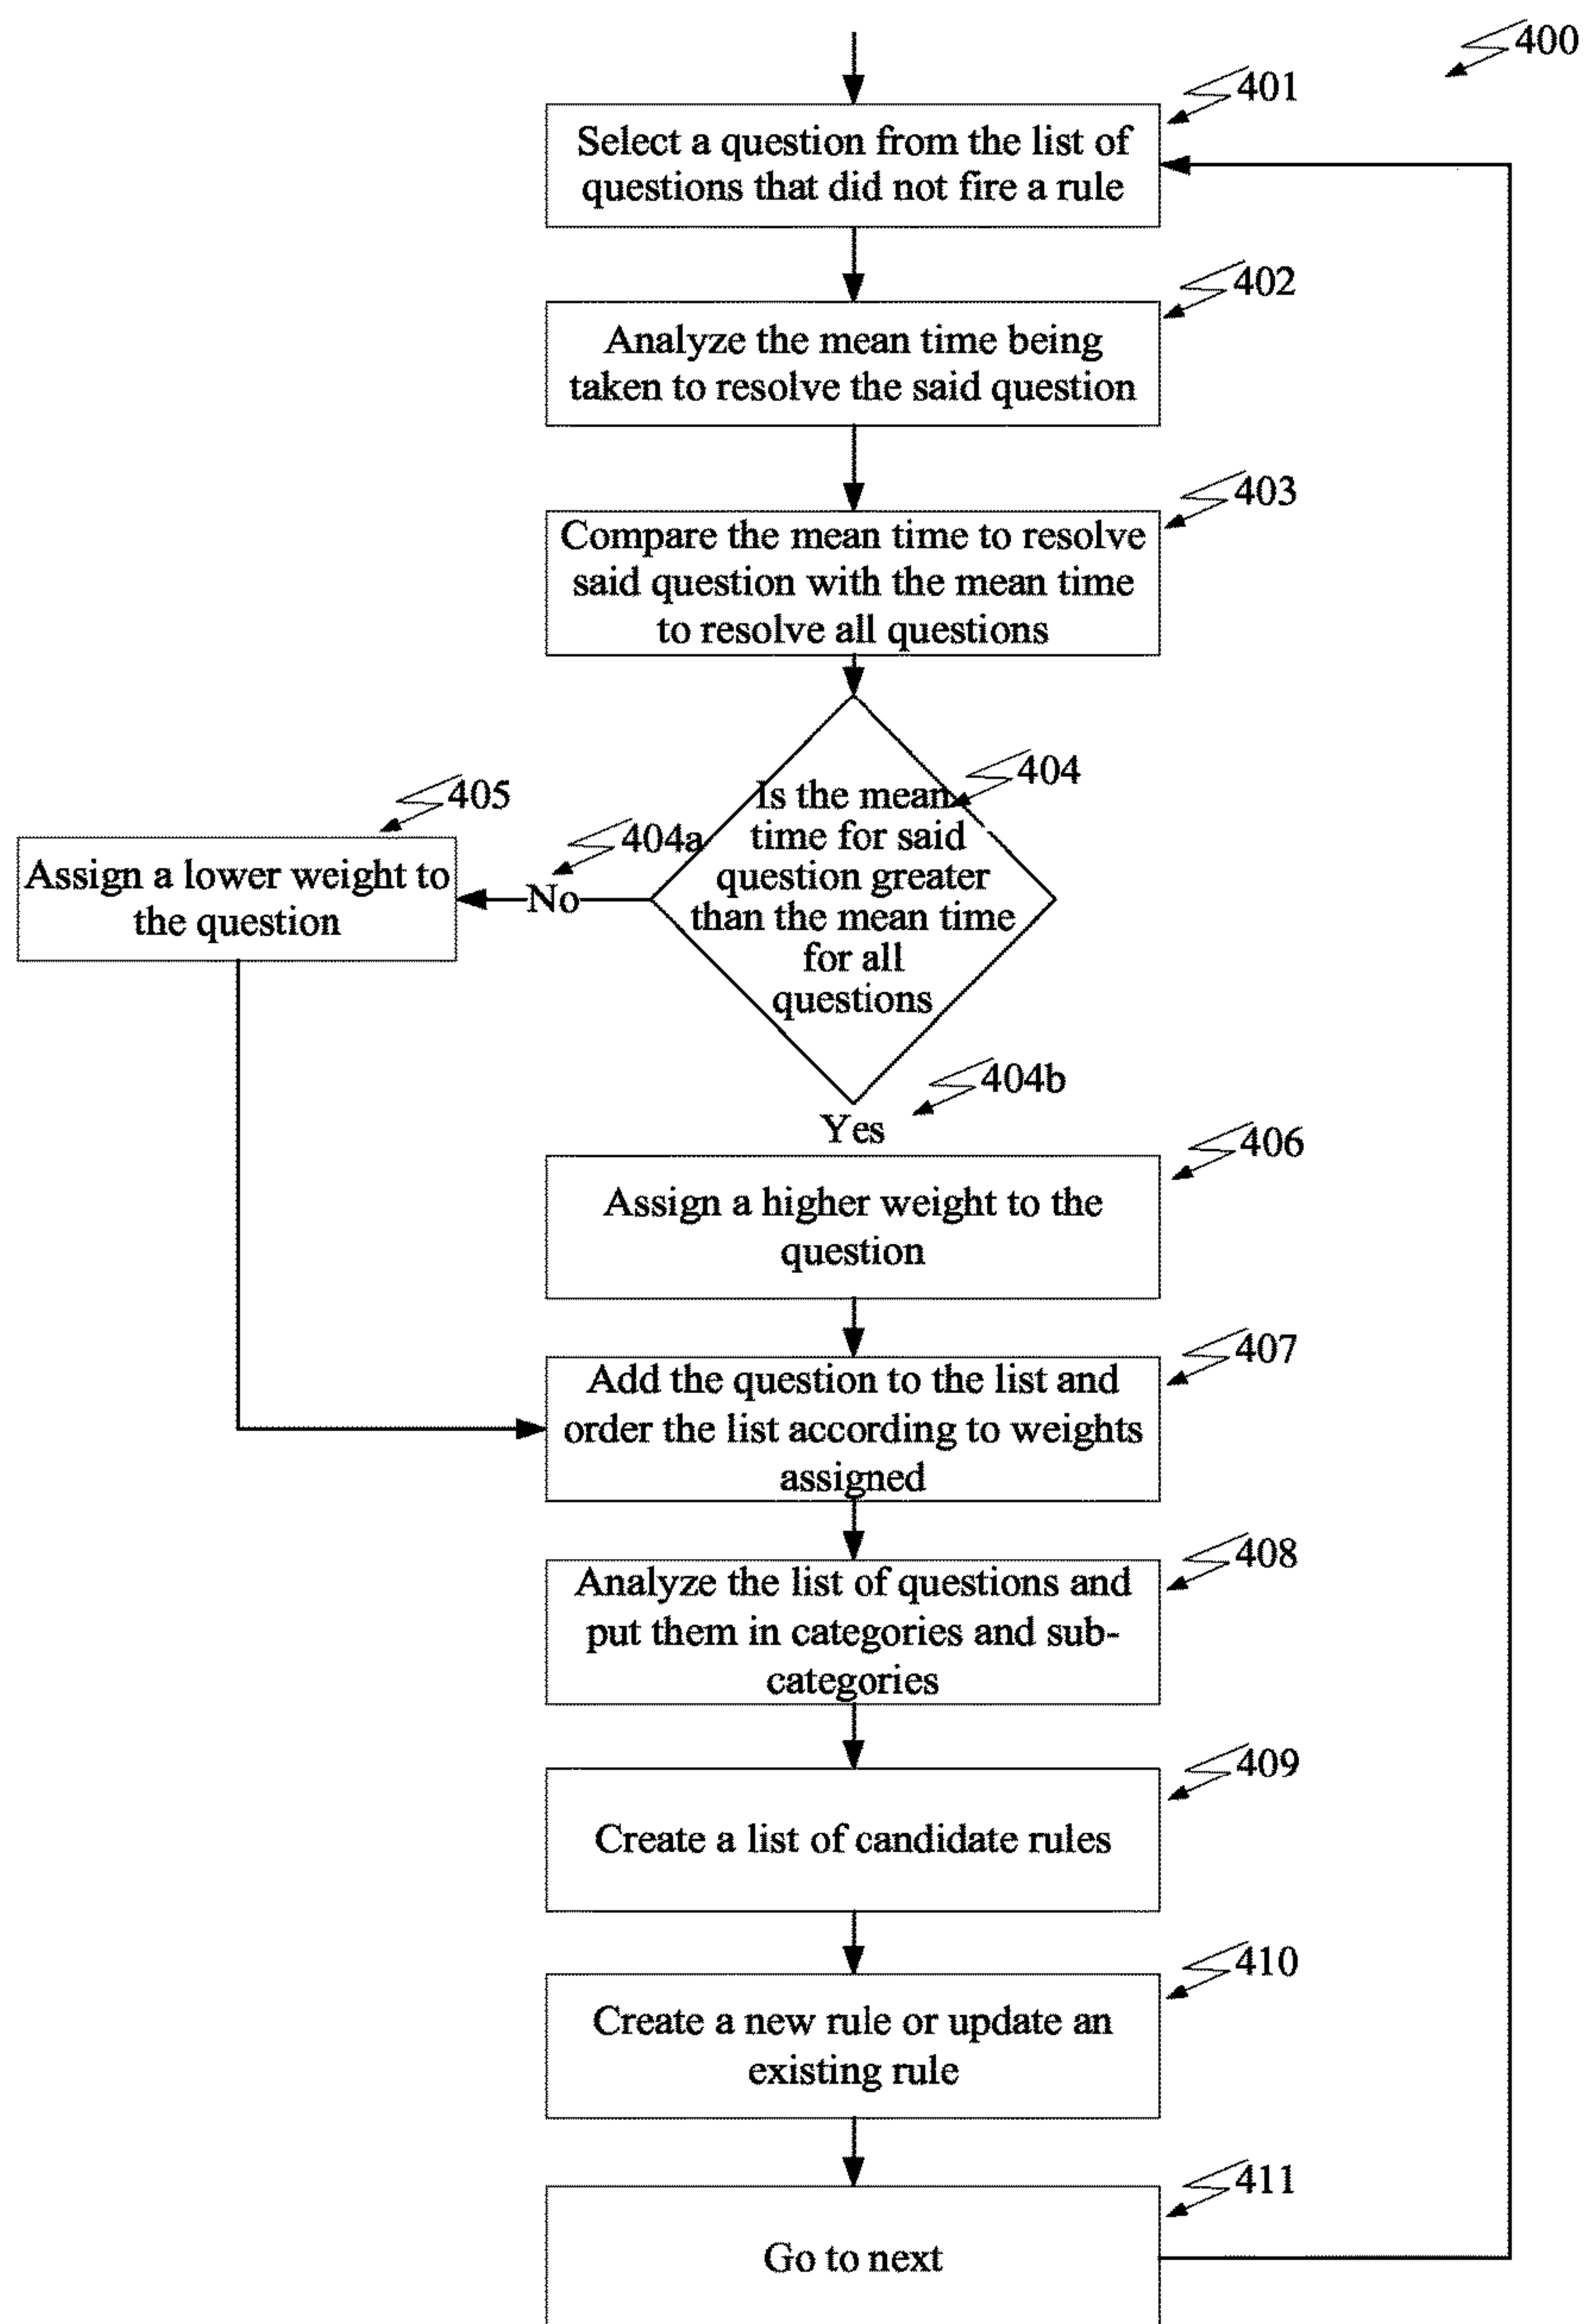 400
401
Select a question from the list of
questions that did not fire a rule
402
Analyze the mean time being
taken to resolve the said question
403
Compare the mean time to resolve
said question with the mean time
to resolve all questions
404
Is the mean
time for said
question greater
than the mean time
for all
questions
404a
No
405
Assign a lower weight to
the question
404b
Yes
406
Assign a higher weight to the
question
407
Add the question to the list and
order the list according to weights
assigned
408
Analyze the list of questions and
put them in categories and sub-
categories
409
Create a list of candidate rules
410
Create a new rule or update an
existing rule
411
Go to next